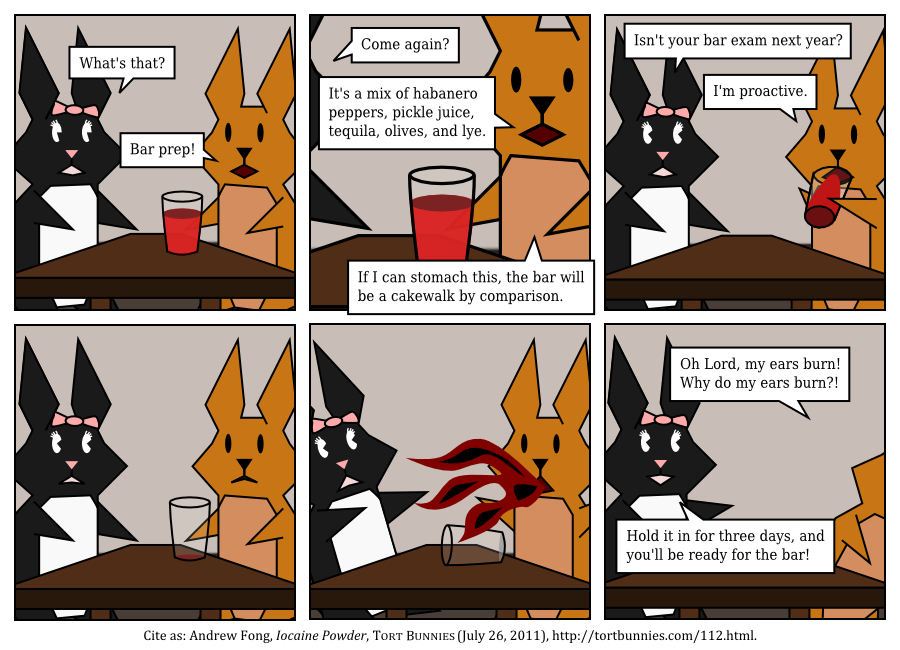 What's that?
Bar prep!
Come again?
It's a mix of habanero
peppers, pickle juice,
tequila, olives, and lye.
If I can stomach this, the bar will
be a cakewalk by comparison.
Isn't your bar exam next year?
I'm proactive.
Oh Lord, my ears burn!
Why do my ears burn?!
Hold it in for three days, and
you'll be ready for the bar!
Cite as: Andrew Fong, Iocaine Powder, Tort Bunnies (July 26, 2011), http://tortbunnies.com/112.html.